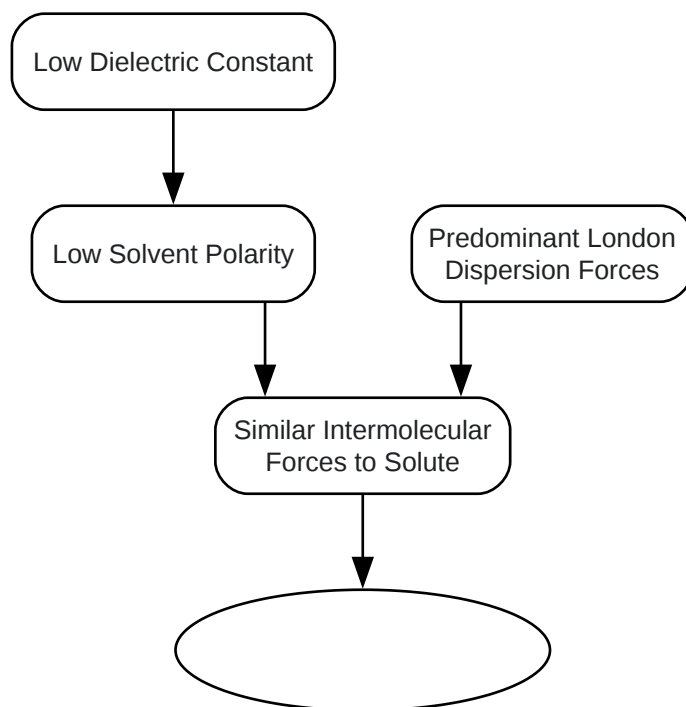 Low Dielectric Constant
Low Solvent Polarity
Predominant London
Dispersion Forces
Similar Intermolecular
Forces to Solute